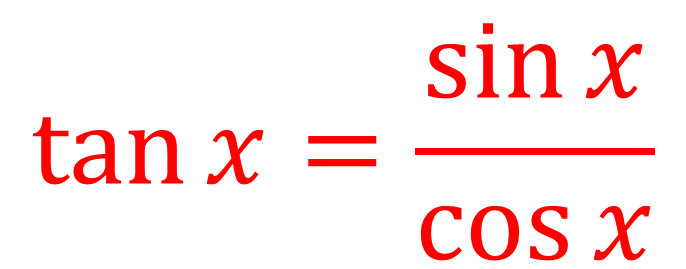 tan x = sin x / cos x